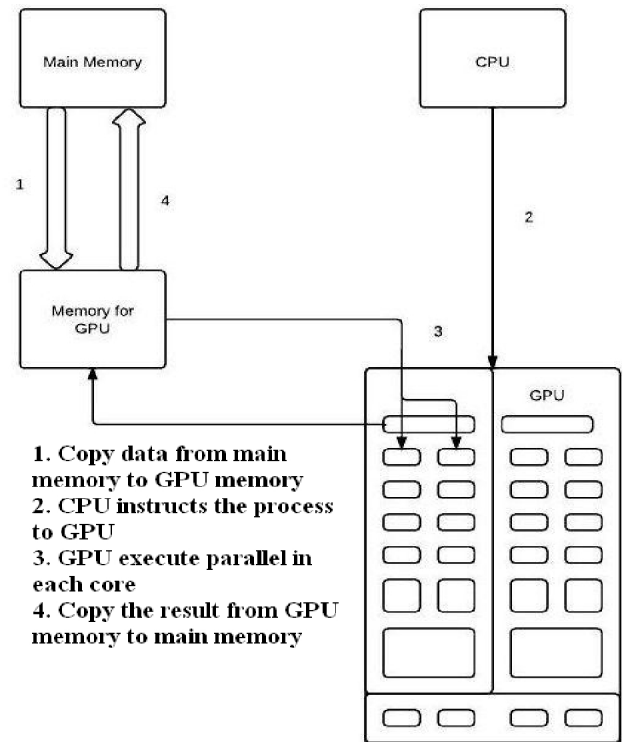 Main Memory
CPU
1
4
2
Memory for
GPU
3
GPU
1. Copy data from main
memory to GPU memory
2. CPU instructs the process
to GPU
3. GPU execute parallel in
each core
4. Copy the result from GPU
memory to main memory